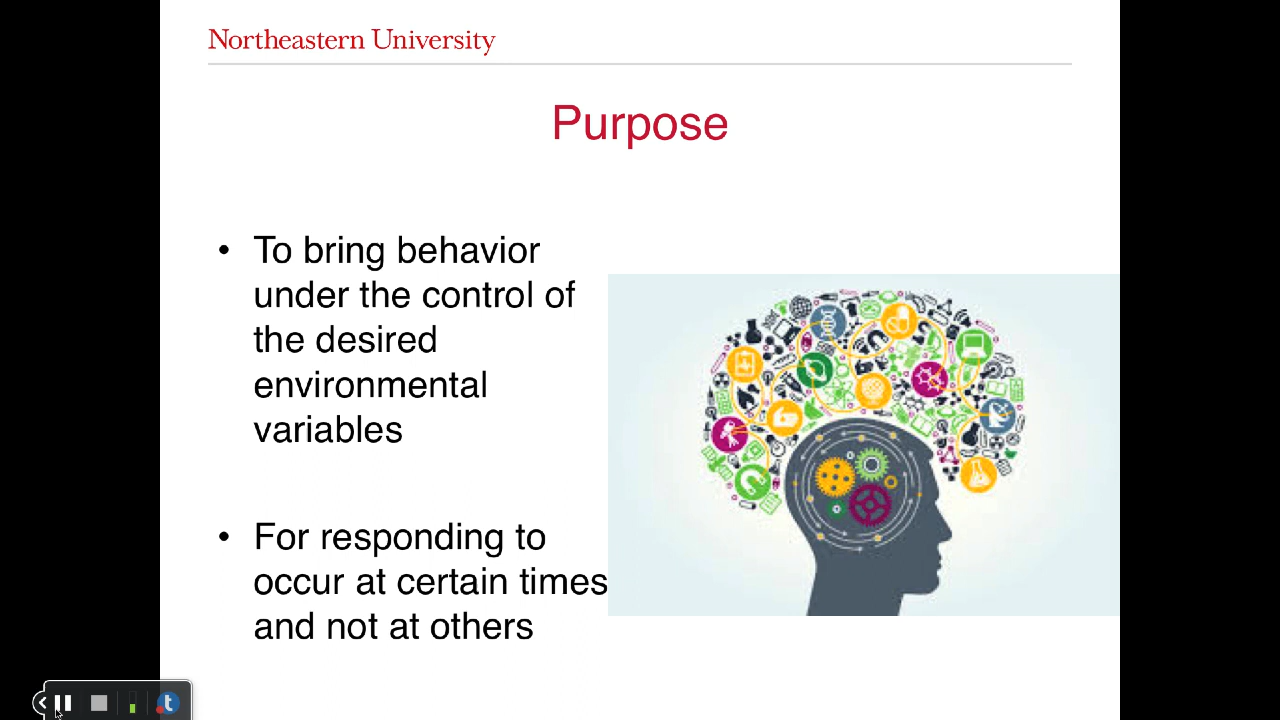 Northeastern University
Purpose
• To bring behavior
under the control of
the desired
environmental
variables
• For responding to
occur at certain times
and not at others
t